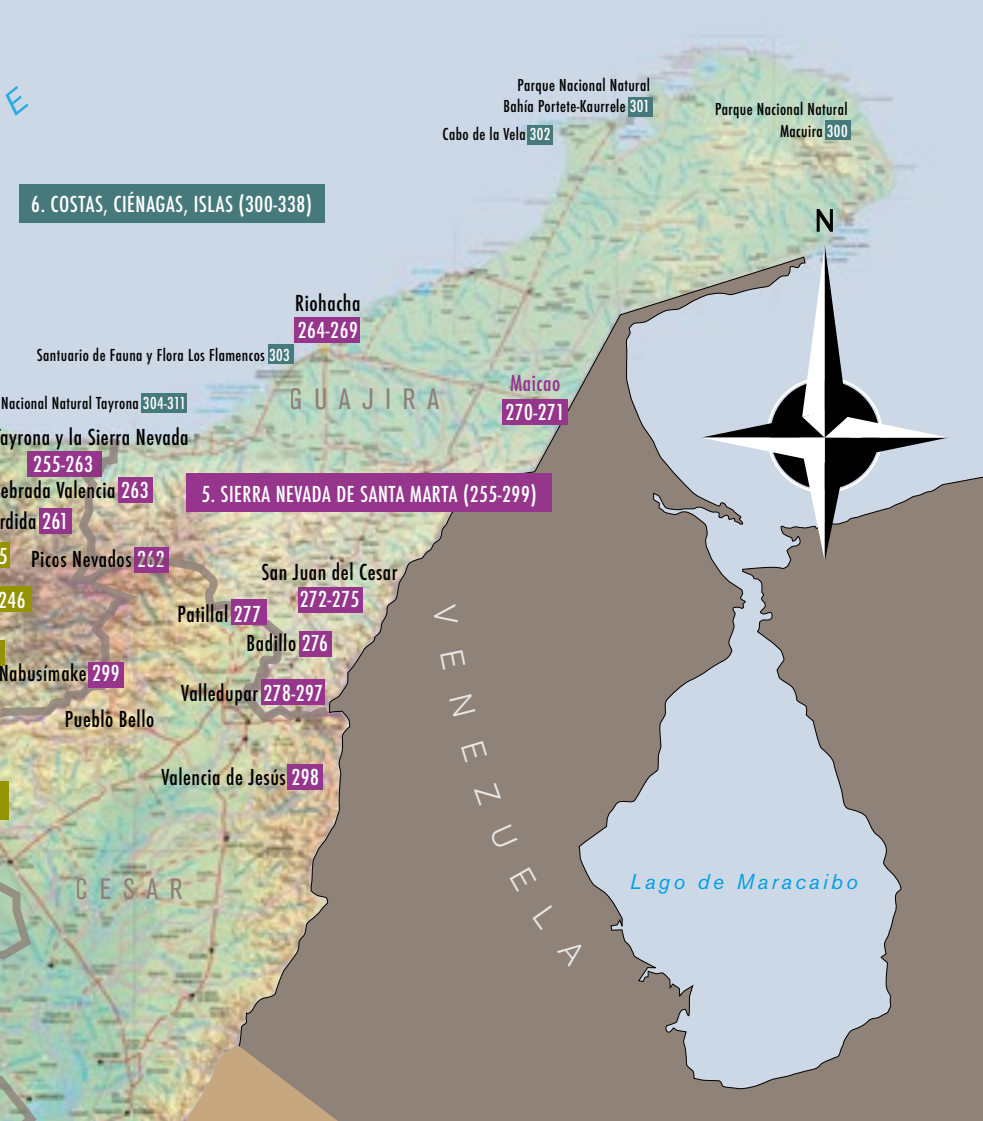 E
Parque Nacional Natural
Bahía Portete-Kaurrele 301
Parque Nacional Natural
Macuira 300
Cabo de la Vela 302
6. COSTAS, CIÉNAGAS, ISLAS (300-338)
N
Riohacha
264-269
Santuario de Fauna y Flora Los Flamencos 303
GUAJIRA
Maicao
270-271
Nacional Natural Tayrona 304-311
ayrona y la Sierra Nevada
255-263
ebrada Valencia 263
5. SIERRA NEVADA DE SANTA MARTA (255-299)
rdida 261
5
Picos Nevados 262
San Juan del Cesar
272-275
246
Patillal 277
Badillo 276
Nabusímake 299
Valledupar 278-297
Pueblo Bello
Valencia de Jesús 298
VENEZUELA
CESAR
Lago de Maracaibo